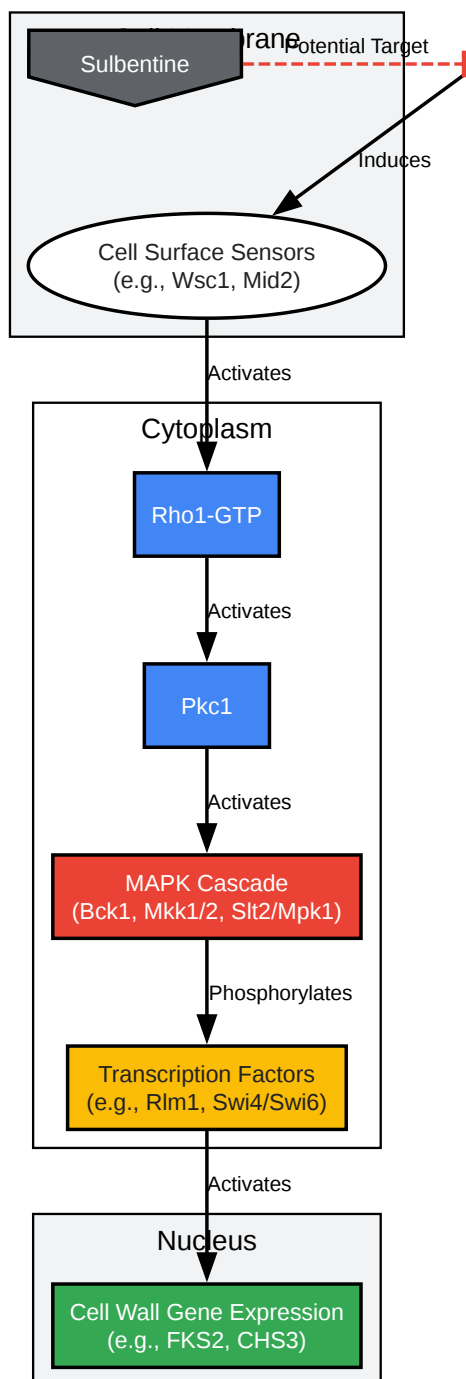 Sulbentine
Potential Target
Induces
Cell Surface Sensors
(e.g., Wsc1, Mid2)
Activates
Cytoplasm
Rho1-GTP
Activates
Pkc1
Activates
MAPK Cascade
(Bck1, Mkk1/2, Slt2/Mpk1)
Phosphorylates
Transcription Factors
(e.g., Rlm1, Swi4/Swi6)
Activates
Nucleus
Cell Wall Gene Expression
(e.g., FKS2, CHS3)